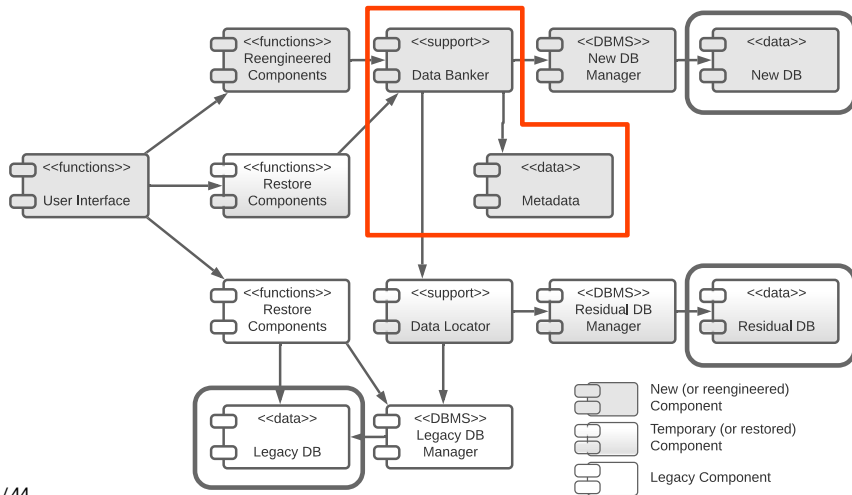 <<functions>>
Reengineered
Components
<<support>>
Data Banker
<<DBMS>>
New DB
Manager
<<data>>
New DB
<<functions>>
User Interface
<<functions>>
Restore
Components
<<data>>
Metadata
<<functions>>
Restore
Components
<<support>>
Data Locator
<<DBMS>>
Residual DB
Manager
<<data>>
Residual DB
<<data>>
Legacy DB
<<DBMS>>
Legacy DB
Manager
New (or reengineered)
Component
Temporary (or restored)
Component
Legacy Component